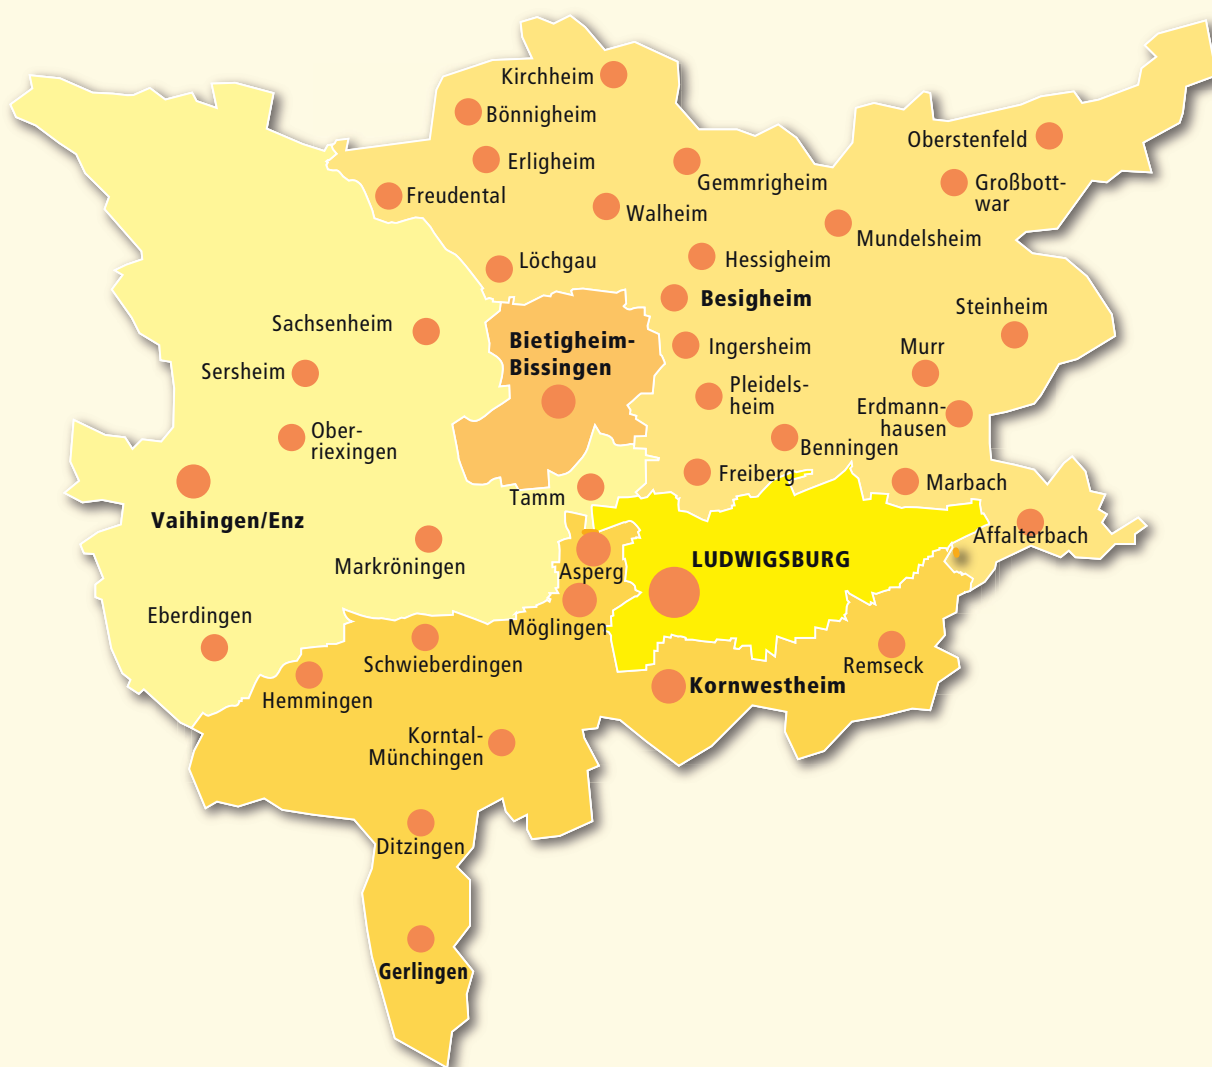 Kirchheim
Bönnigheim
Oberstenfeld
Erligheim
Gemmrigheim
Großbott-
war
Freudental
Walheim
Mundelsheim
Löchgau
Hessigheim
Besigheim
Steinheim
Sachsenheim
Bietigheim-
Bissingen
Ingersheim
Murr
Sersheim
Pleidels-
heim
Erdmann-
hausen
Ober-
riexingen
Benningen
Freiberg
Marbach
Tamm
Vaihingen/Enz
Affalterbach
LUDWIGSBURG
Markröningen
Asperg
Eberdingen
Möglingen
Schwieberdingen
Remseck
Kornwestheim
Hemmingen
Korntal-
Münchingen
Ditzingen
Gerlingen